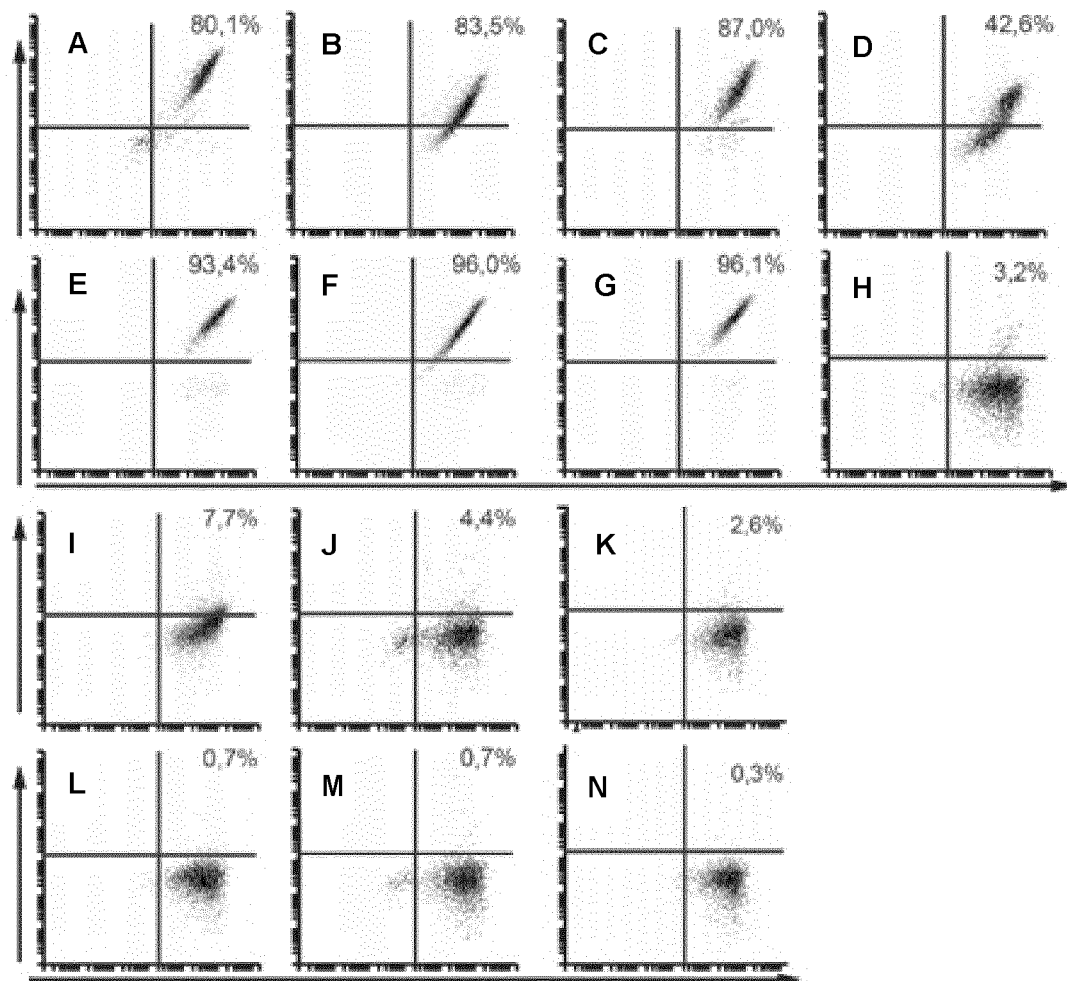 A 80,1%
B 83,5%
C 87,0%
D 42,6%
E 93,4%
F 96,0%
G 96,1%
H 3,2%
I 7,7%
J 4,4%
K 2,6%
L 0,7%
M 0,7%
N 0,3%